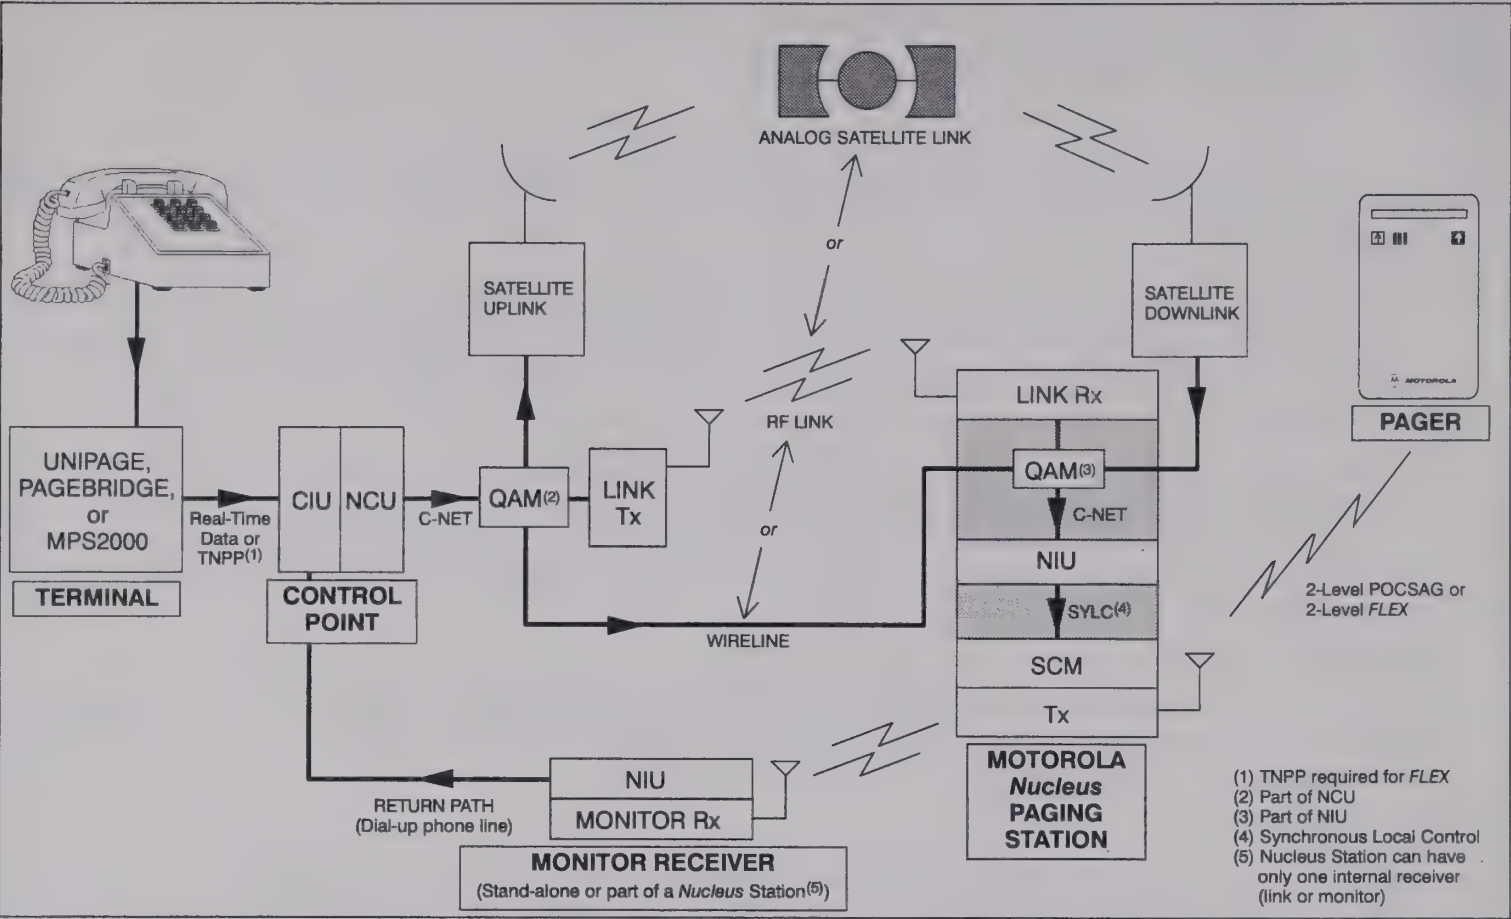 ANALOG SATELLITE LINK
or
SATELLITE
UPLINK
SATELLITE
DOWNLINK
MOTOROLA
PAGER
LINK Rx
RF LINK
UNIPAGE,
PAGEBRIDGE,
or
MPS2000
TERMINAL
Real-Time
Data or
TNPP(1)
CIU
NCU
CONTROL
POINT
C-NET
QAM(2)
LINK
Tx
or
WIRELINE
QAM(3)
C-NET
NIU
SYLC(4)
SCM
Tx
MOTOROLA
Nucleus
PAGING
STATION
2-Level POCSAG or
2-Level FLEX
RETURN PATH
(Dial-up phone line)
NIU
MONITOR Rx
MONITOR RECEIVER
(Stand-alone or part of a Nucleus Station(5))
(1) TNPP required for FLEX
(2) Part of NCU
(3) Part of NIU
(4) Synchronous Local Control
(5) Nucleus Station can have
only one internal receiver
(link or monitor)